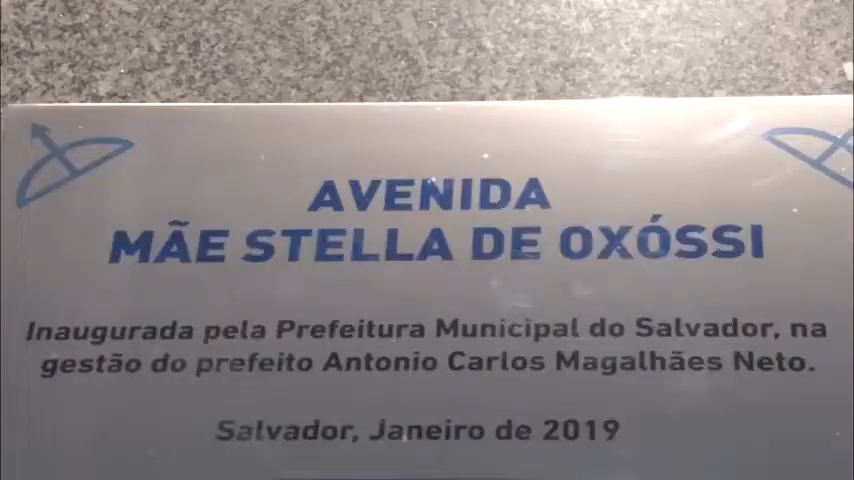 AVENIDA
MÃE STELLA DE OXÓSSI
Inaugurada pela Prefeitura Municipal do Salvador, na
gestão do prefeito Antonio Carlos Magalhães Neto.
Salvador, Janeiro de 2019